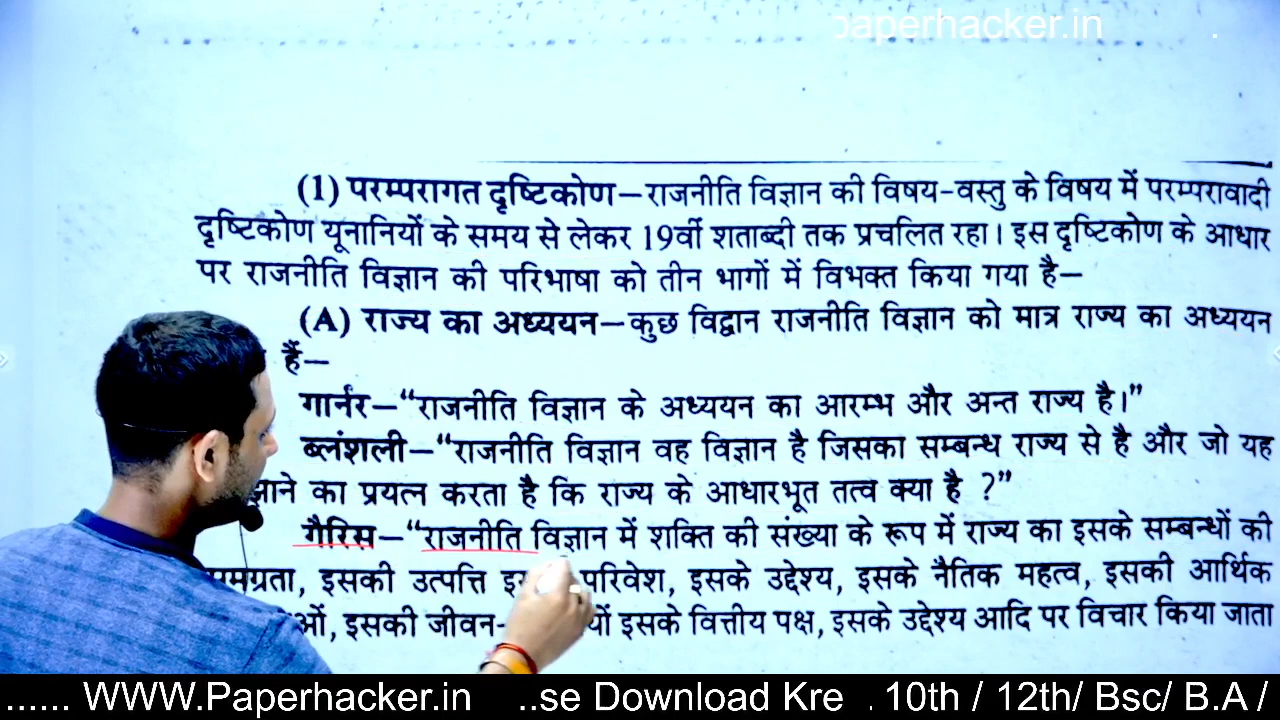 paperhacker.in .
(1) परम्परागत दृष्टिकोण—राजनीति विज्ञान की विषय-वस्तु के विषय में परम्परावादी
दृष्टिकोण यूनानियों के समय से लेकर 19वीं शताब्दी तक प्रचलित रहा। इस दृष्टिकोण के आधार
पर राजनीति विज्ञान की परिभाषा को तीन भागों में विभक्त किया गया है—
(A) राज्य का अध्ययन—कुछ विद्वान राजनीति विज्ञान को मात्र राज्य का अध्ययन
हैं—
गार्नर—“राजनीति विज्ञान के अध्ययन का आरम्भ और अन्त राज्य है।”
ब्लंशली—“राजनीति विज्ञान वह विज्ञान है जिसका सम्बन्ध राज्य से है और जो यह
का प्रयत्न करता है कि राज्य के आधारभूत तत्व क्या है ?”
गैरिस—“राजनीति विज्ञान में शक्ति की संख्या के रूप में राज्य का इसके सम्बन्धों की
इसकी उत्पत्ति परिवेश, इसके उद्देश्य, इसके नैतिक महत्व, इसकी आर्थिक
इसकी जीवन- इसके वित्तीय पक्ष, इसके उद्देश्य आदि पर विचार किया जाता
...... WWW.Paperhacker.in ..se Download Kre . 10th / 12th/ Bsc/ B.A /